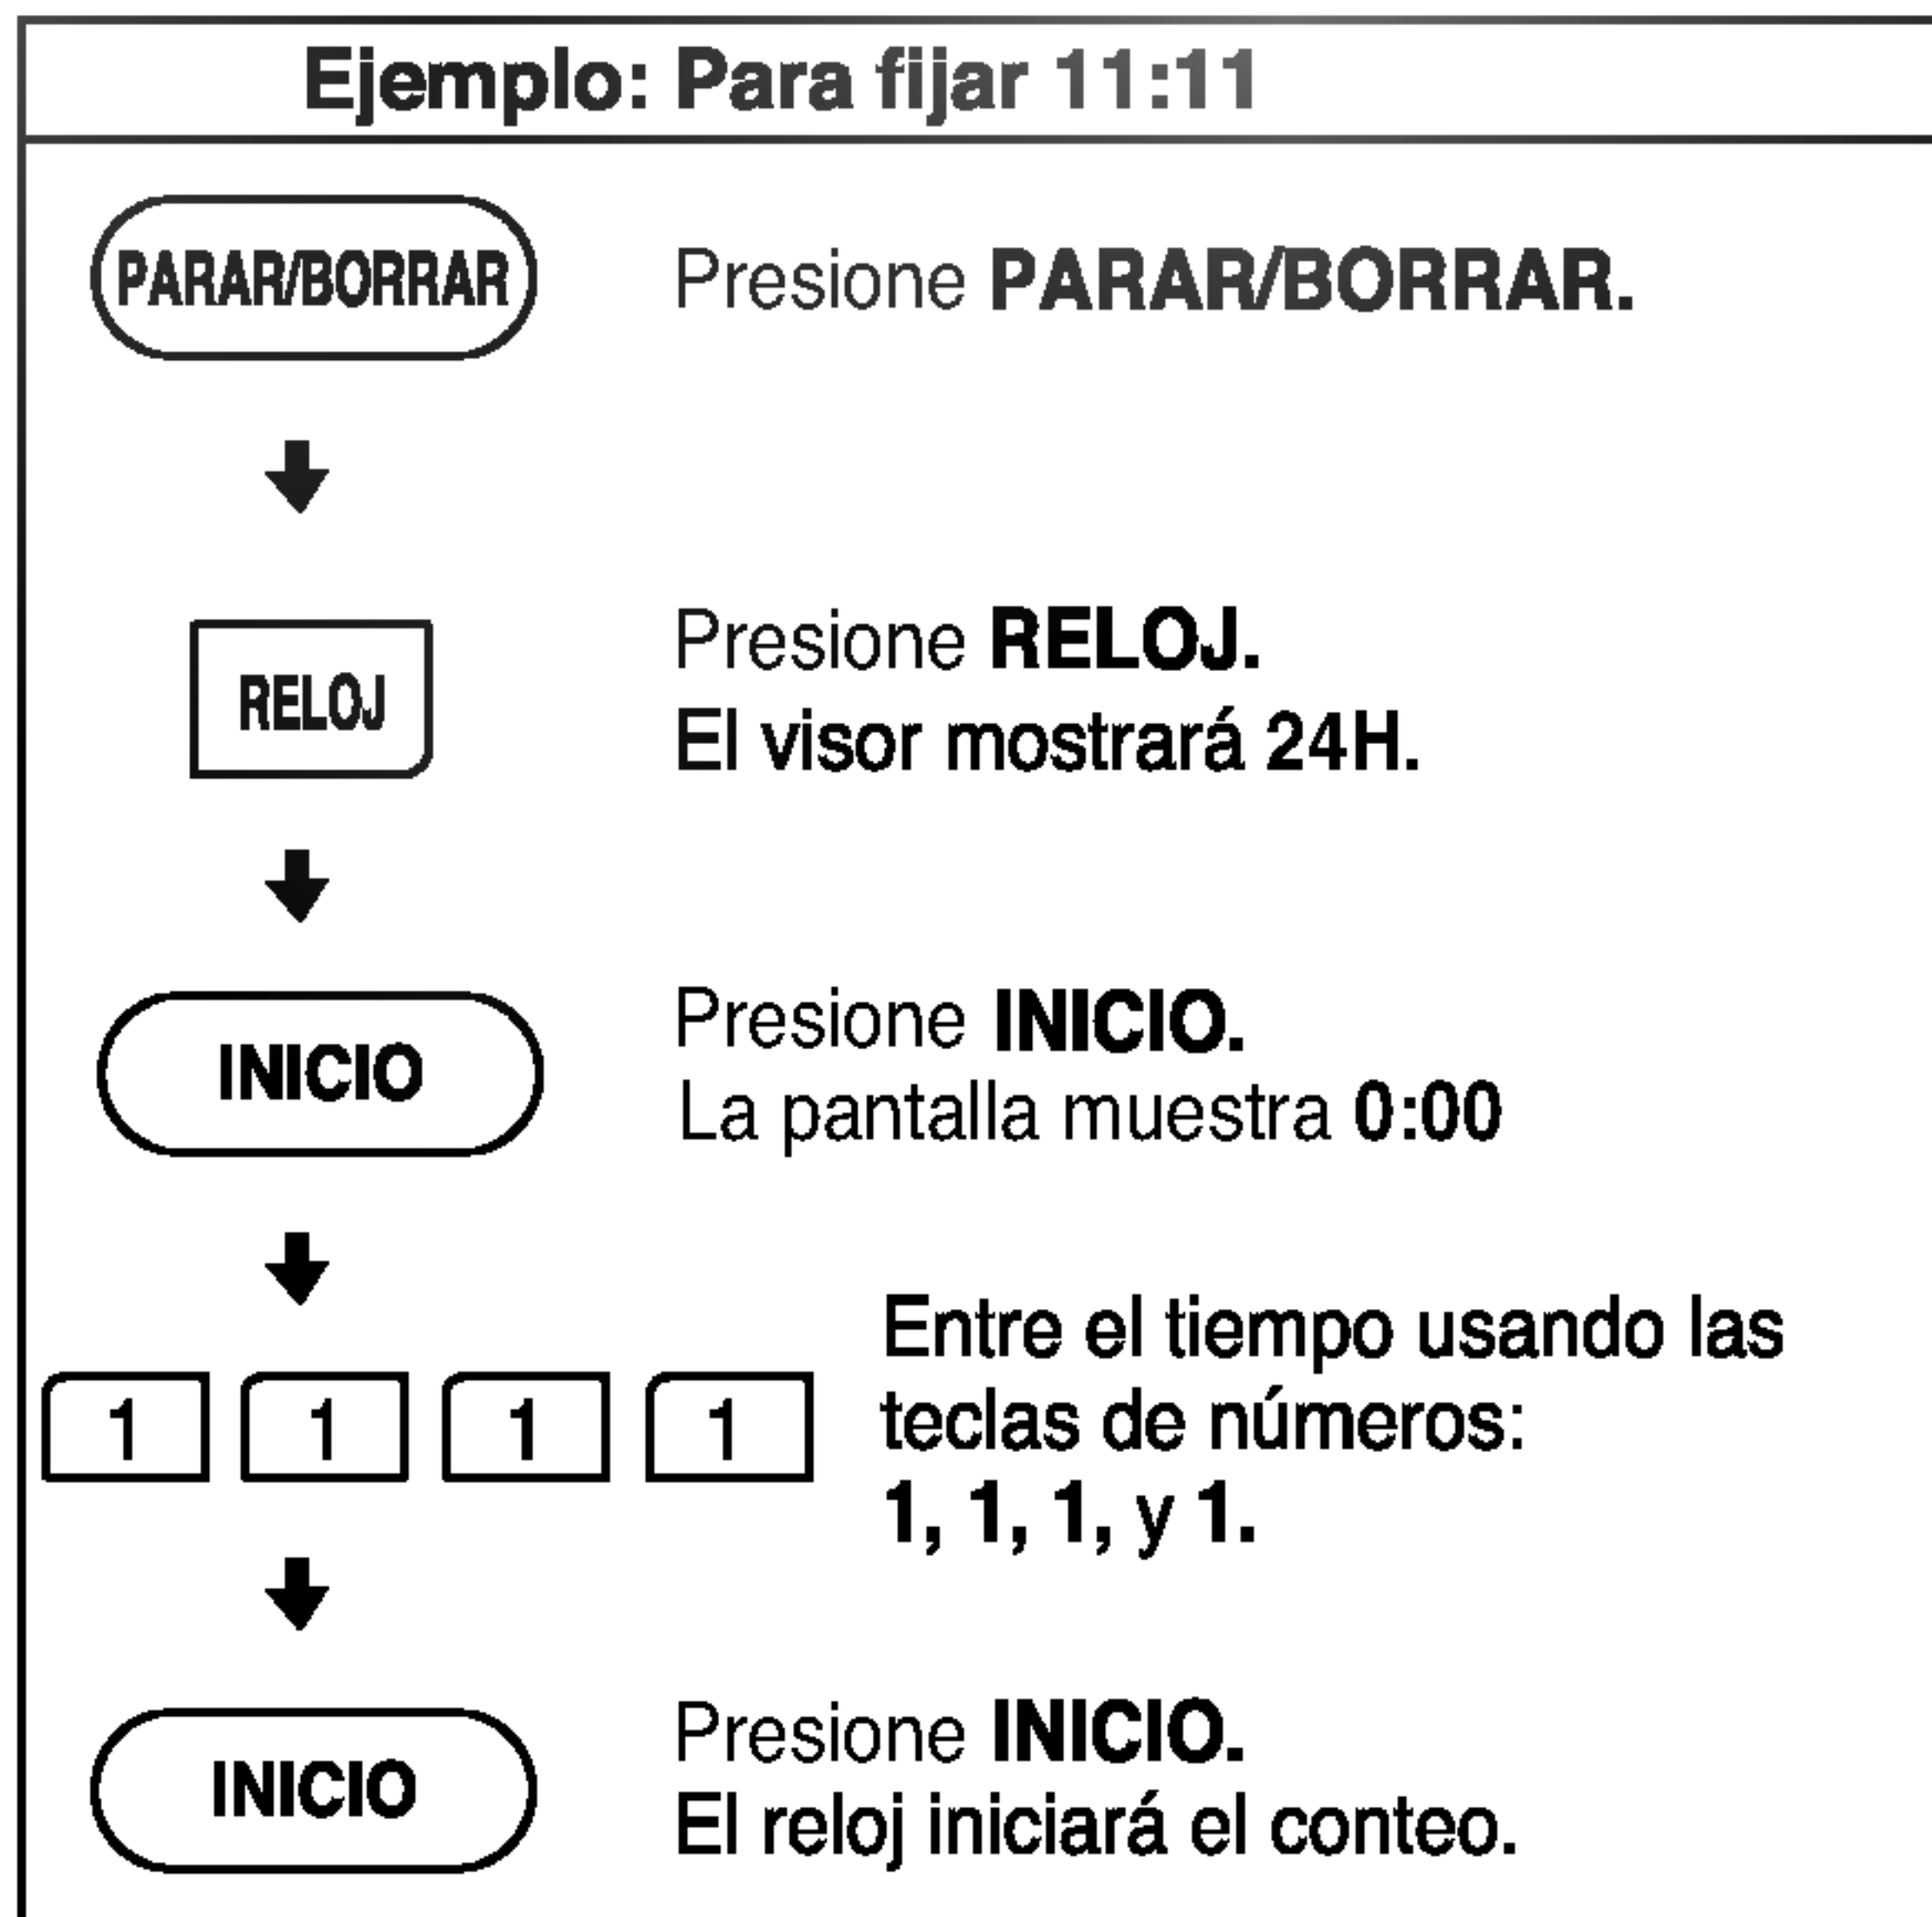 Ejemplo: Para fijar 11:11
PARAR/BORRAR
Presione PARAR/BORRAR.
RELOJ
Presione RELOJ.
El visor mostrará 24H.
INICIO
Presione INICIO.
La pantalla muestra 0:00
1 1 1 1
Entre el tiempo usando las
teclas de números:
1, 1, 1, y 1.
INICIO
Presione INICIO.
El reloj iniciará el conteo.